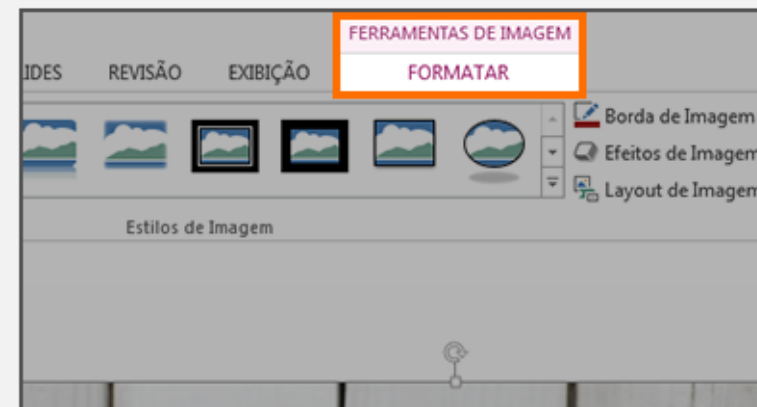 FERRAMENTAS DE IMAGEM
IDES REVISÃO EXIBIÇÃO FORMATAR
Borda de Imagem
Efeitos de Imagem
Layout de Imagem
Estilos de Imagem